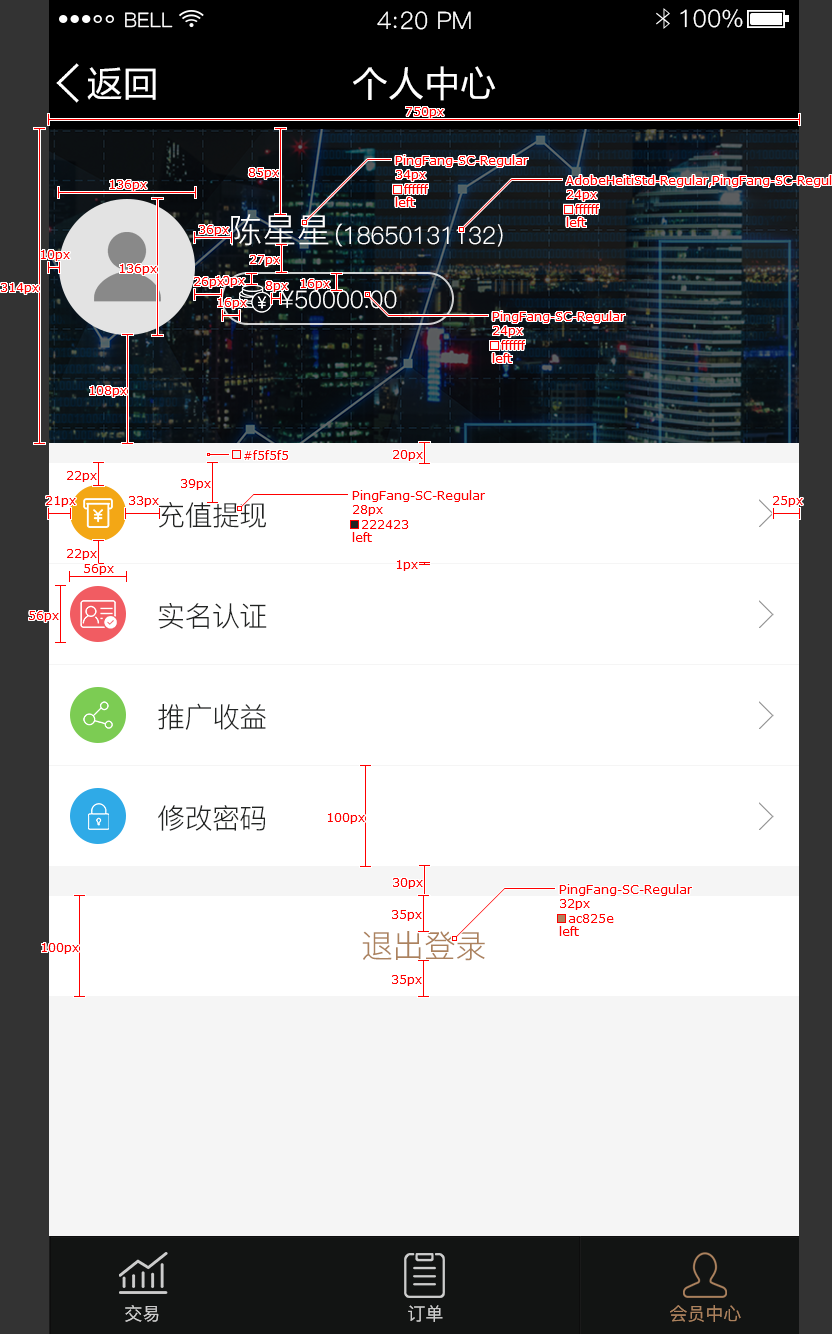 BELL 4:20 PM 100%
返回 个人中心
750px
PingFang-SC-Regular
34px
ffffff
left
85px
AdobeHeitiStd-Regular,PingFang-SC-Regul
24px
ffffff
left
136px
36px
陈星星(18650131132)
10px
136px
27px
314px
26px
10px
8px
16px
16px
¥50000.00
PingFang-SC-Regular
24px
ffffff
left
108px
#f5f5f5
20px
22px
39px
21px
33px
充值提现
PingFang-SC-Regular
28px
222423
left
25px
22px
1px
56px
56px
实名认证
推广收益
修改密码
100px
30px
PingFang-SC-Regular
32px
ac825e
left
35px
100px
退出登录
35px
交易 订单 会员中心